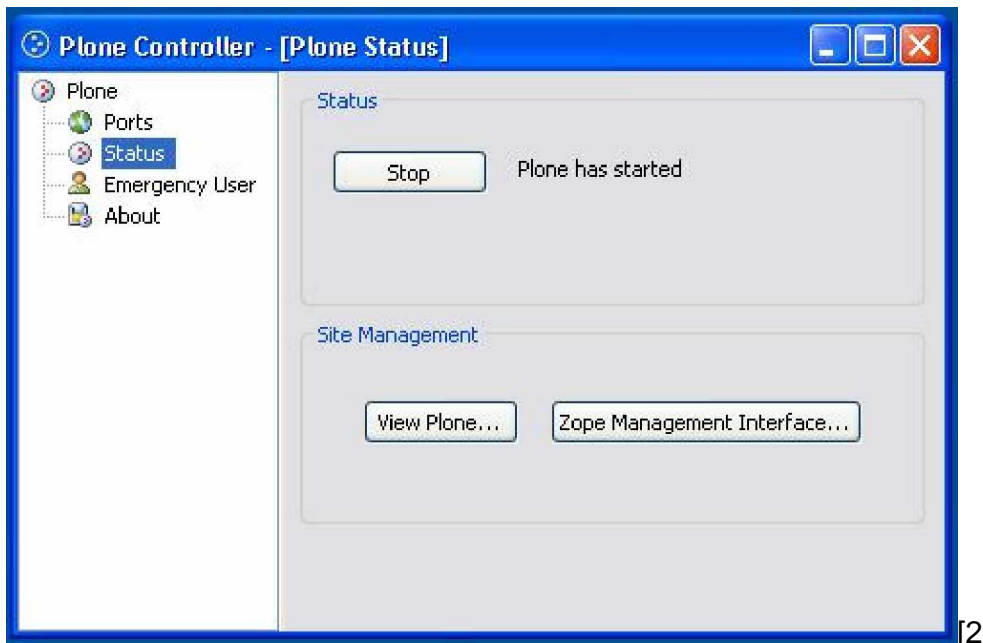 Plone Controller - [Plone Status]
Plone
Ports
Status
Emergency User
About
Status
Stop
Plone has started
Site Management
View Plone...
Zope Management Interface...
[2